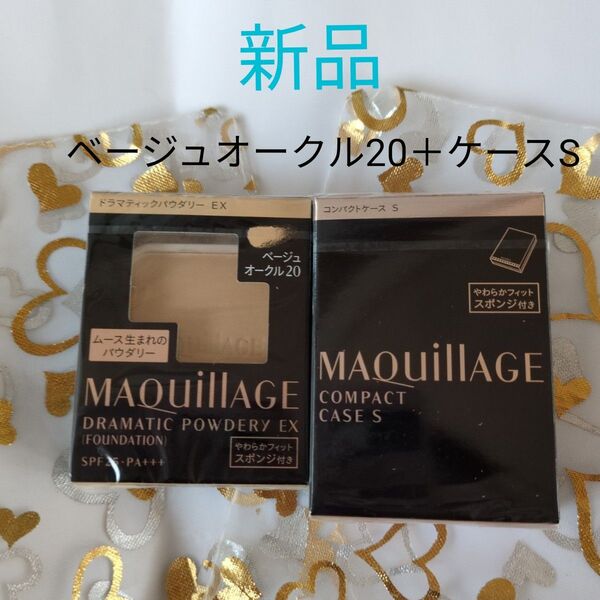 新品
ベージュオークル20＋ケースS
ドラマティックパウダリー EX
ベージュ
オークル20
ムース生まれの
パウダリー
MAQuillAGE
DRAMATIC POWDERY EX
(FOUNDATION)
SPF25・PA+++
やわらかフィット
スポンジ付き
コンパクトケース S
やわらかフィット
スポンジ付き
MAQuillAGE
COMPACT
CASE S